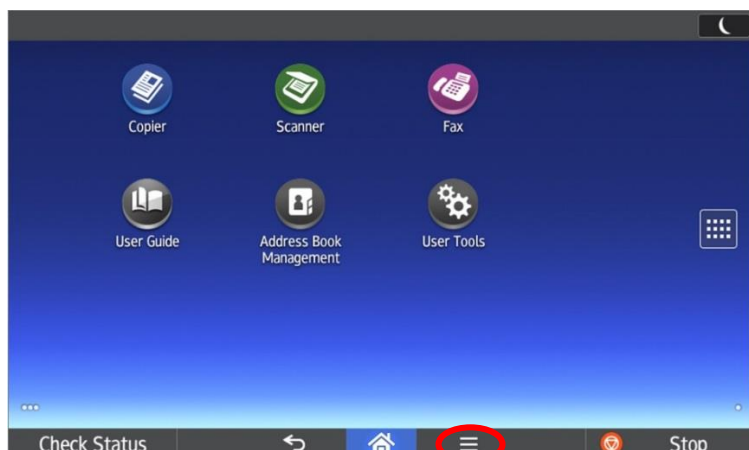 Copier
Scanner
Fax
User Guide
Address Book
Management
User Tools
Check Status
Stop